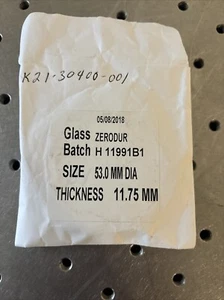 K21-30400-001
05/08/2018
Glass ZERODUR
Batch H 11991B1
SIZE 53.0 MM DIA
THICKNESS 11.75 MM